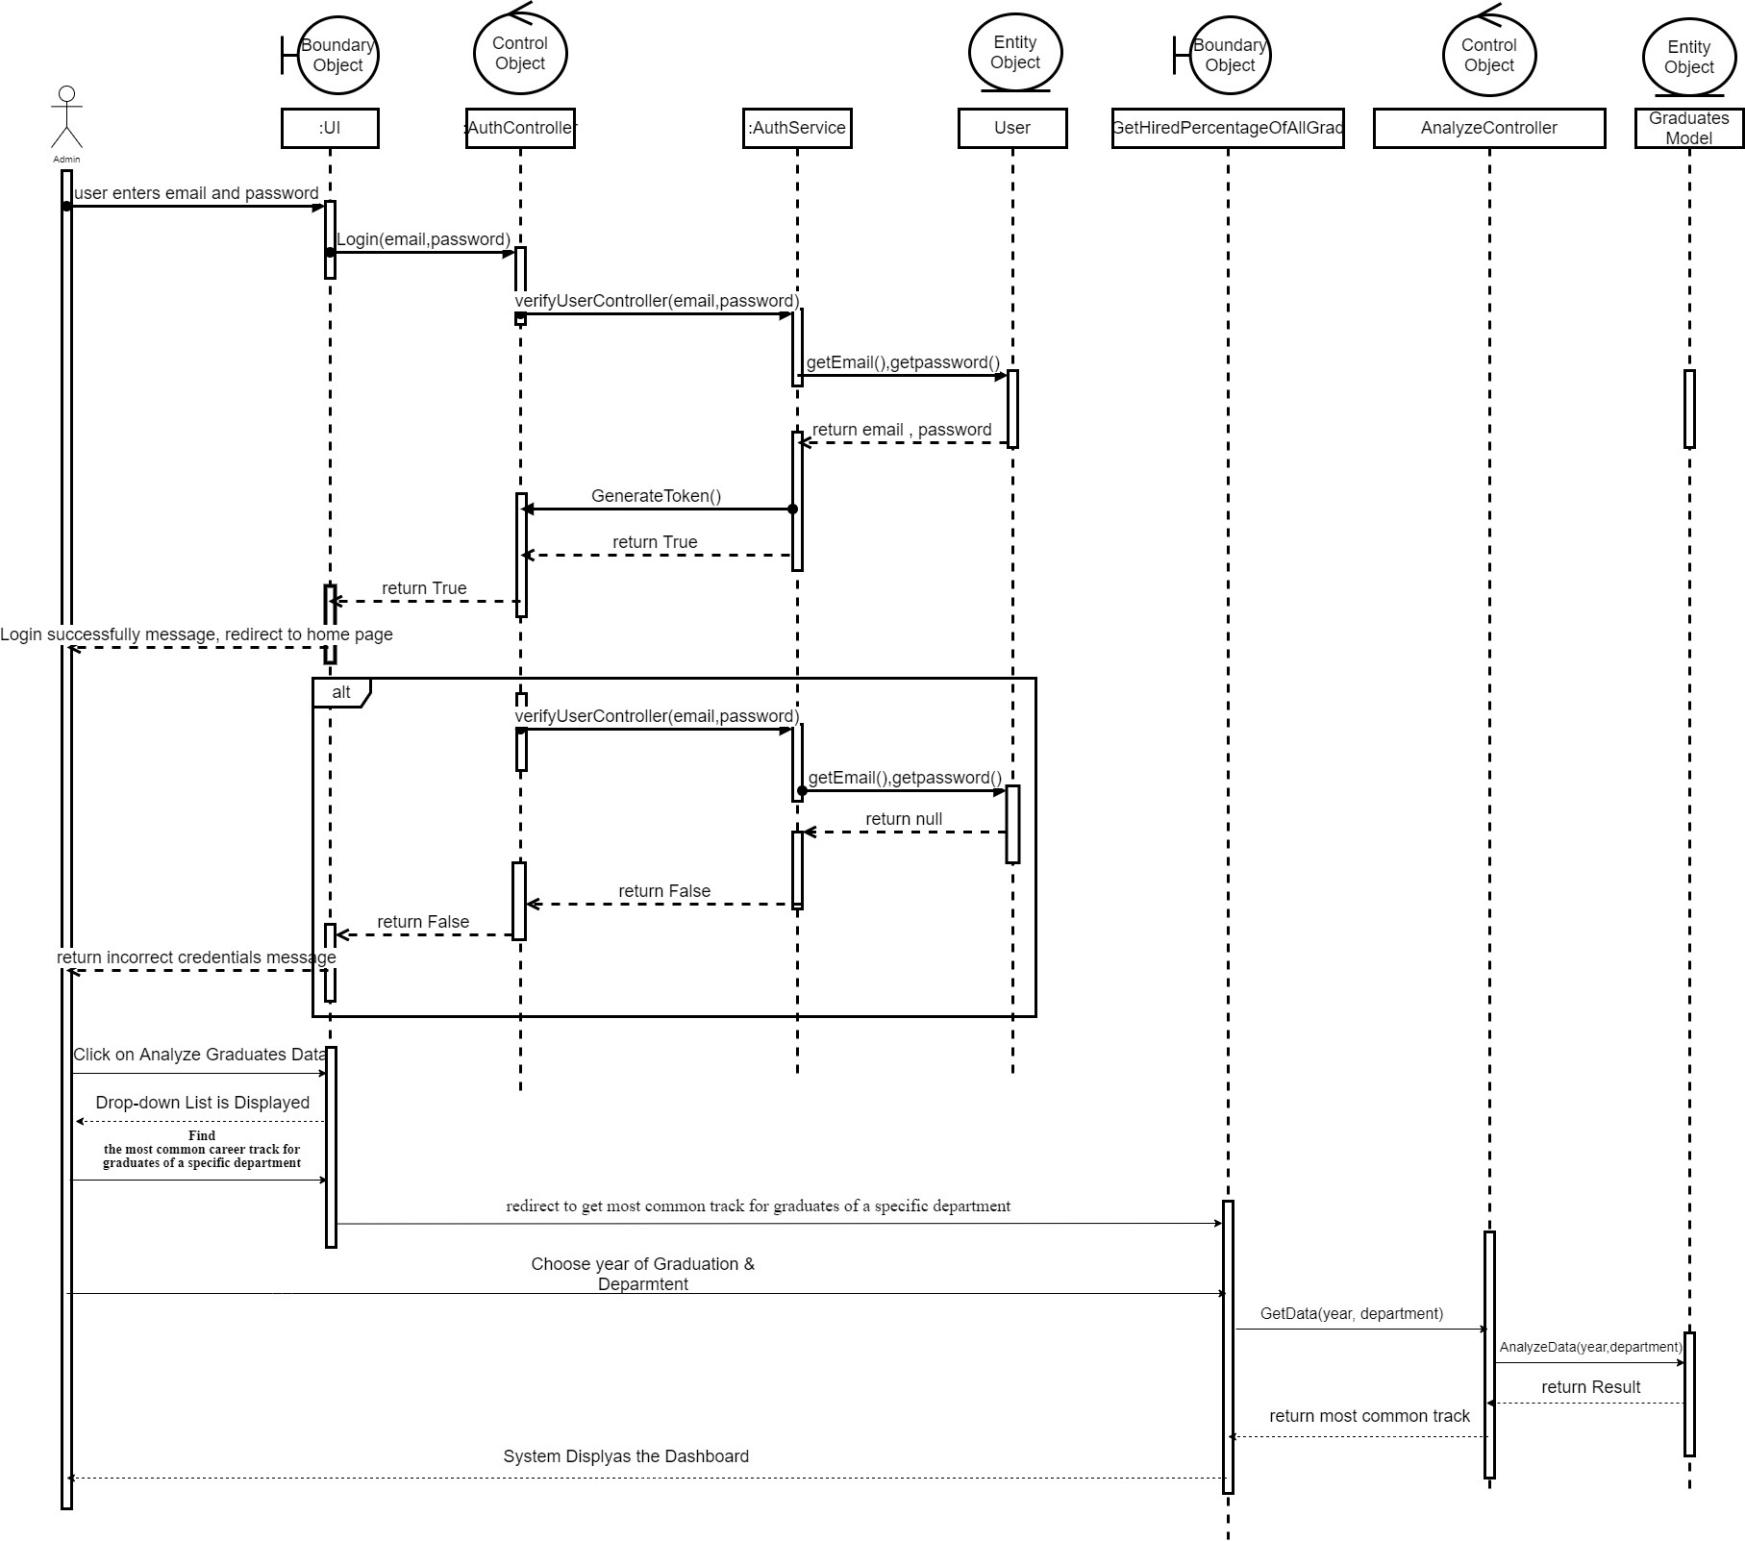 Boundary
Object
Control
Object
Entity
Object
Boundary
Object
Control
Object
Entity
Object
Admin
:UI
:AuthController
:AuthService
User
GetHiredPercentageOfAllGrad
AnalyzeController
Graduates
Model
user enters email and password
Login(email,password)
verifyUserController(email,password)
getEmail(),getpassword()
return email , password
GenerateToken()
return True
return True
Login successfully message, redirect to home page
alt
verifyUserController(email,password)
getEmail(),getpassword()
return null
return False
return False
return incorrect credentials message
Click on Analyze Graduates Data
Drop-down List is Displayed
Find
the most common career track for
graduates of a specific department
redirect to get most common track for graduates of a specific department
Choose year of Graduation &
Deparmtent
GetData(year, department)
AnalyzeData(year,department)
return Result
return most common track
System Displyas the Dashboard